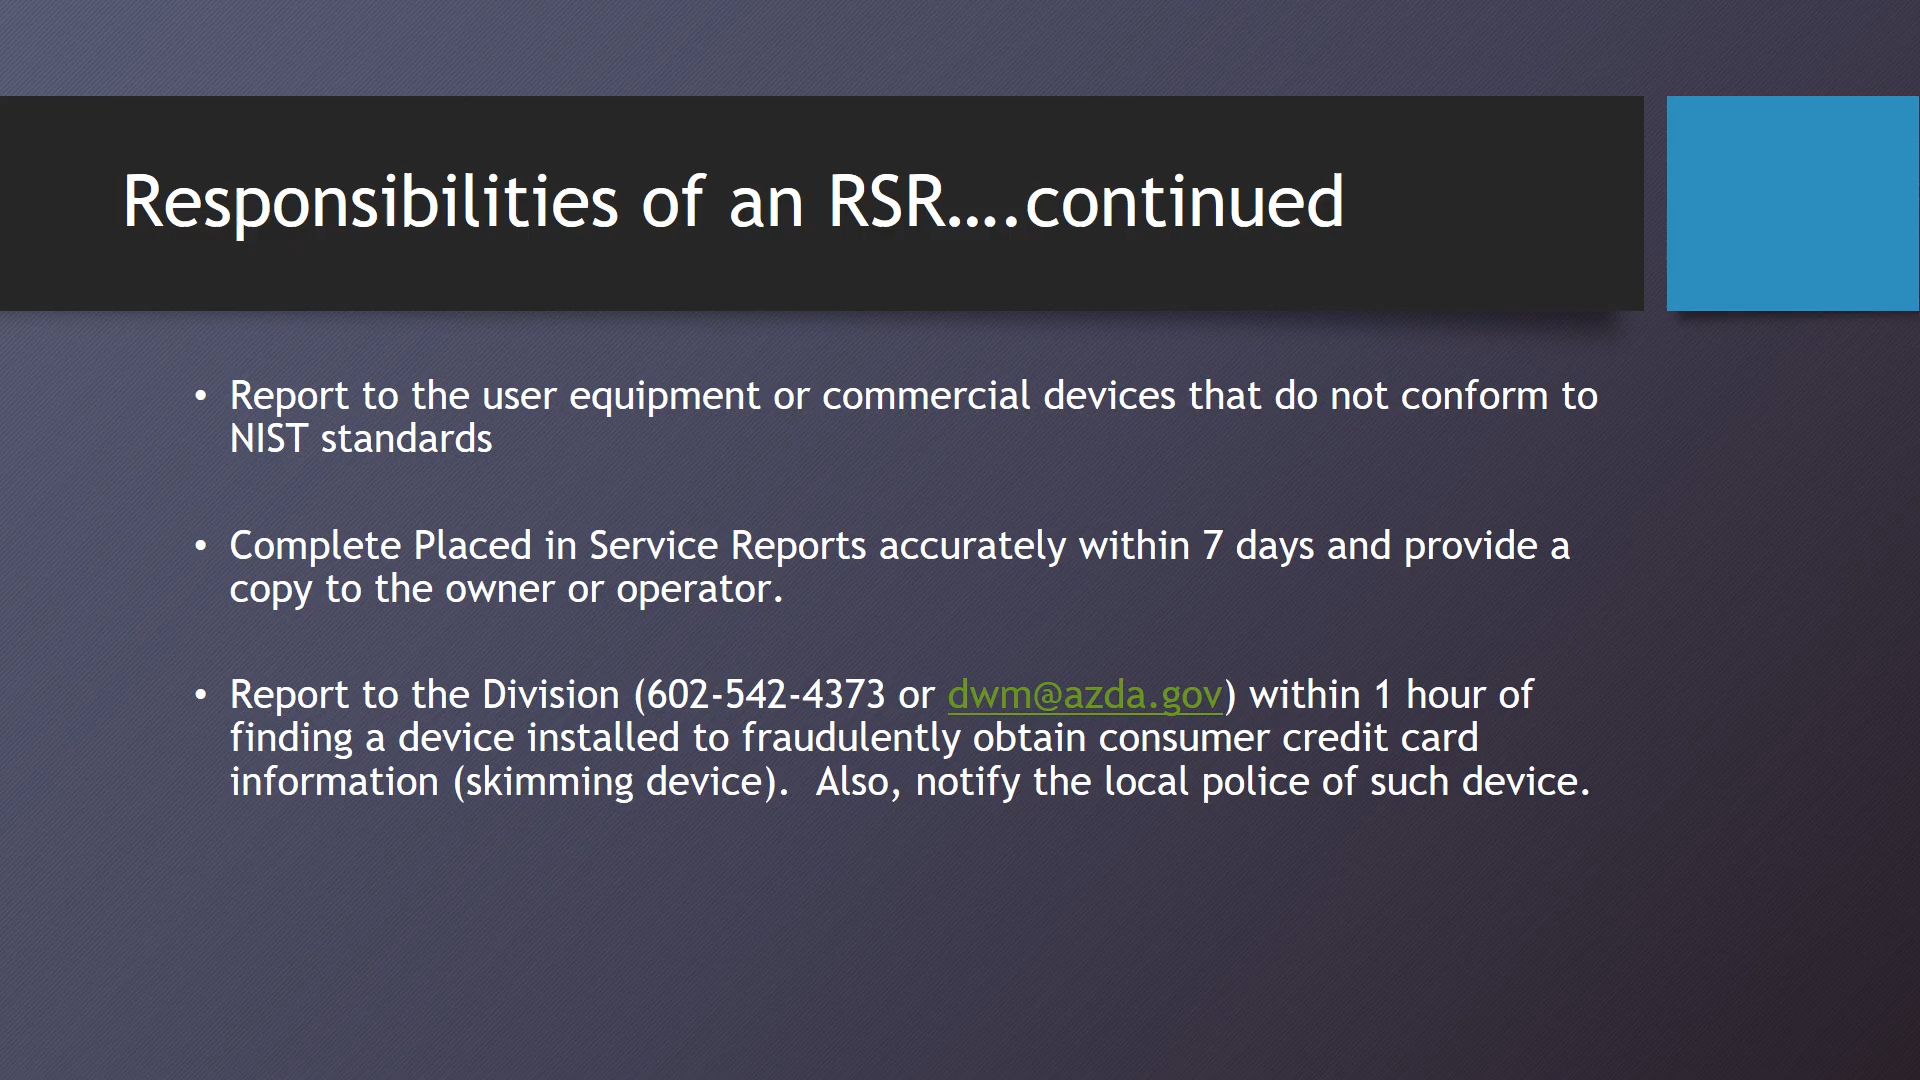 Responsibilities of an RSR....continued
• Report to the user equipment or commercial devices that do not conform to
NIST standards
• Complete Placed in Service Reports accurately within 7 days and provide a
copy to the owner or operator.
• Report to the Division (602-542-4373 or dwm@azda.gov) within 1 hour of
finding a device installed to fraudulently obtain consumer credit card
information (skimming device).  Also, notify the local police of such device.